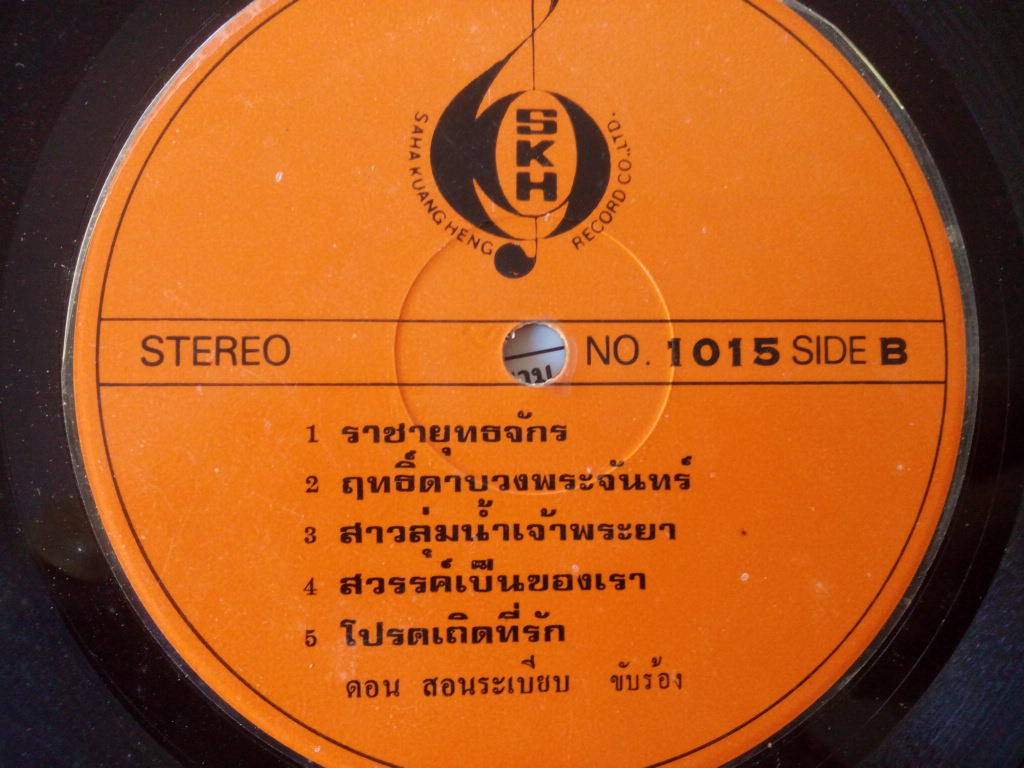 SKH
SAHA KUANG HENG RECORD CO.,LTD.
STEREO NO. 1015 SIDE B
1 ราชายุทธจักร
2 ฤทธิ์ดาบวงพระจันทร์
3 สาวลุ่มน้ำเจ้าพระยา
4 สวรรค์เป็นของเรา
5 โปรดเถิดที่รัก
ดอน สอนระเบียบ ขับร้อง